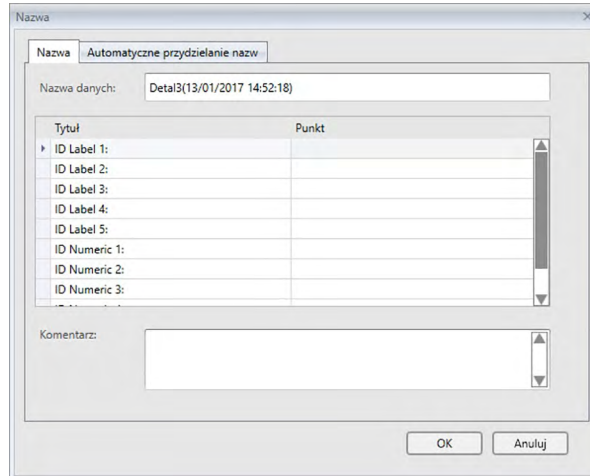 Nazwa
Nazwa Automatyczne przydzielanie nazw
Nazwa danych: Detal3(13/01/2017 14:52:18)
Tytuł Punkt
ID Label 1:
ID Label 2:
ID Label 3:
ID Label 4:
ID Label 5:
ID Numeric 1:
ID Numeric 2:
ID Numeric 3:
Komentarz:
OK Anuluj